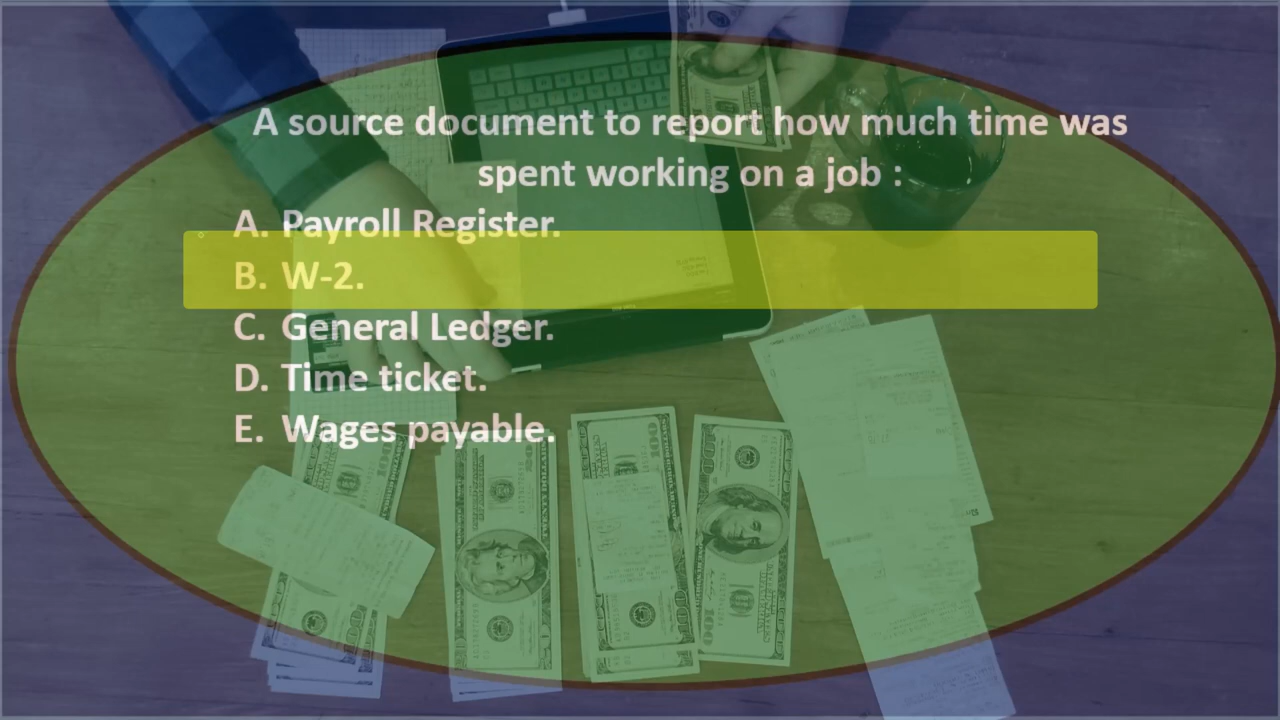 A source document to report how much time was
spent working on a job :
A. Payroll Register.
B. W-2.
C. General Ledger.
D. Time ticket.
E. Wages payable.